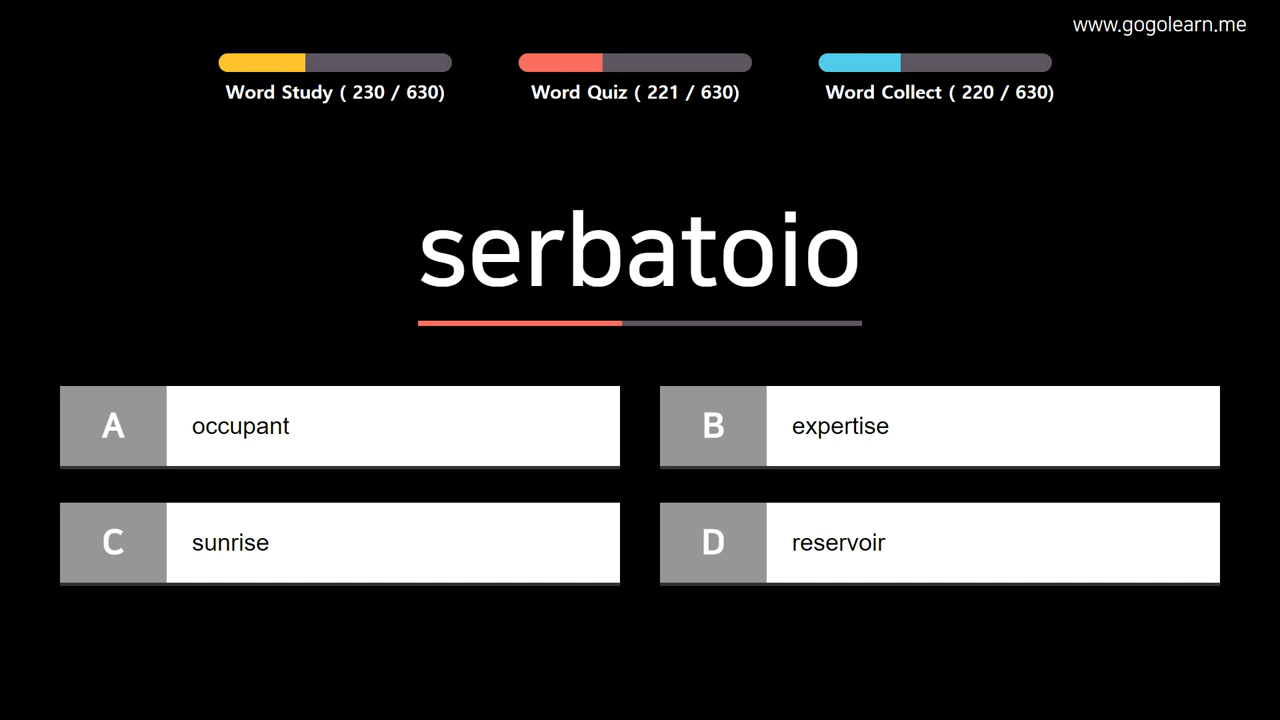 www.gogolearn.me
Word Study ( 230 / 630)
Word Quiz ( 221 / 630)
Word Collect ( 220 / 630)
serbatoio
A occupant
B expertise
C sunrise
D reservoir